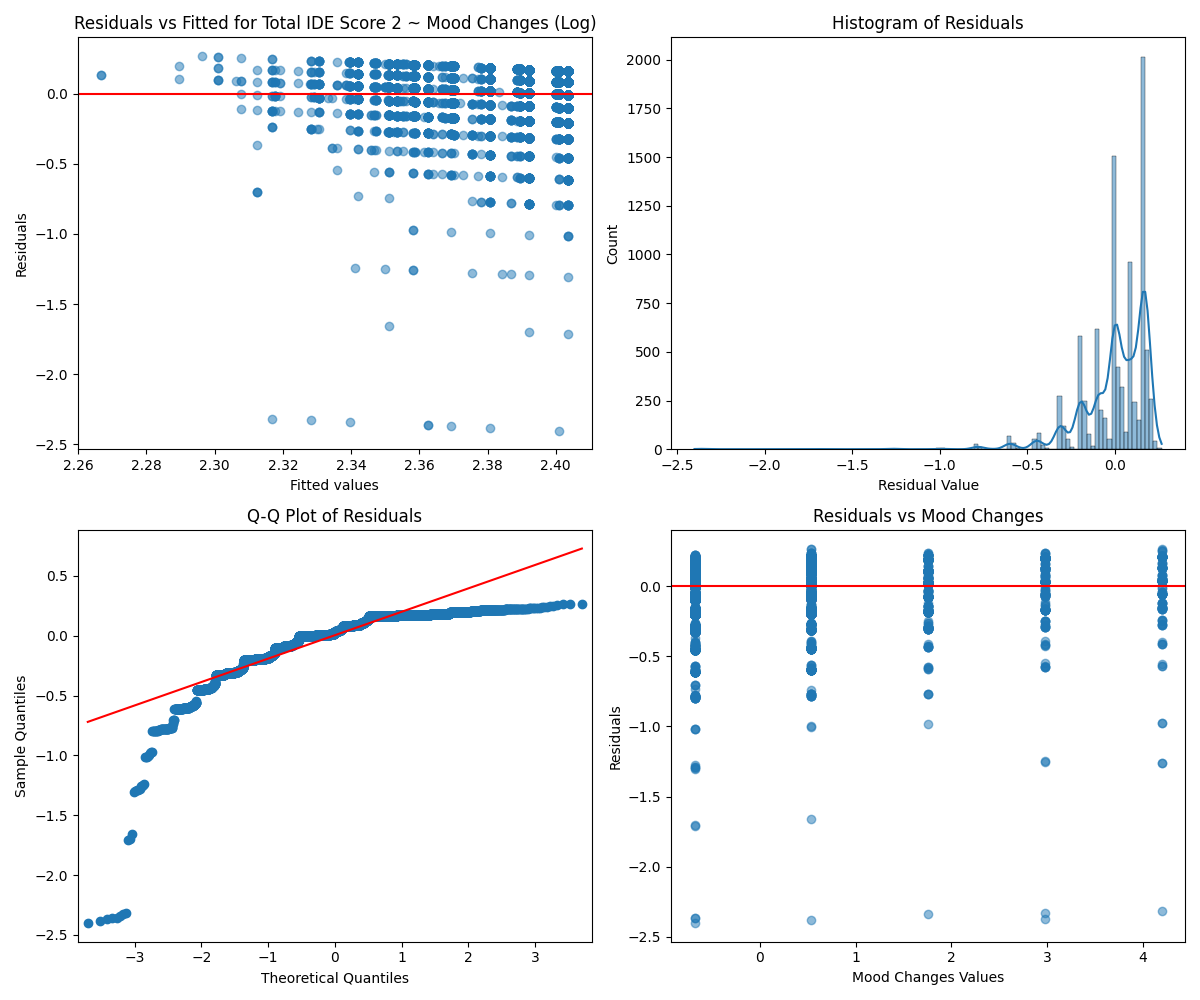 Residuals vs Fitted for Total IDE Score 2 ~ Mood Changes (Log)
Residuals
0.0
−0.5
−1.0
−1.5
−2.0
−2.5
2.26 2.28 2.30 2.32 2.34 2.36 2.38 2.40
Fitted values
Histogram of Residuals
Count
2000
1750
1500
1250
1000
750
500
250
0
−2.5 −2.0 −1.5 −1.0 −0.5 0.0
Residual Value
Q-Q Plot of Residuals
Sample Quantiles
0.5
0.0
−0.5
−1.0
−1.5
−2.0
−2.5
−3 −2 −1 0 1 2 3
Theoretical Quantiles
Residuals vs Mood Changes
Residuals
0.0
−0.5
−1.0
−1.5
−2.0
−2.5
0 1 2 3 4
Mood Changes Values